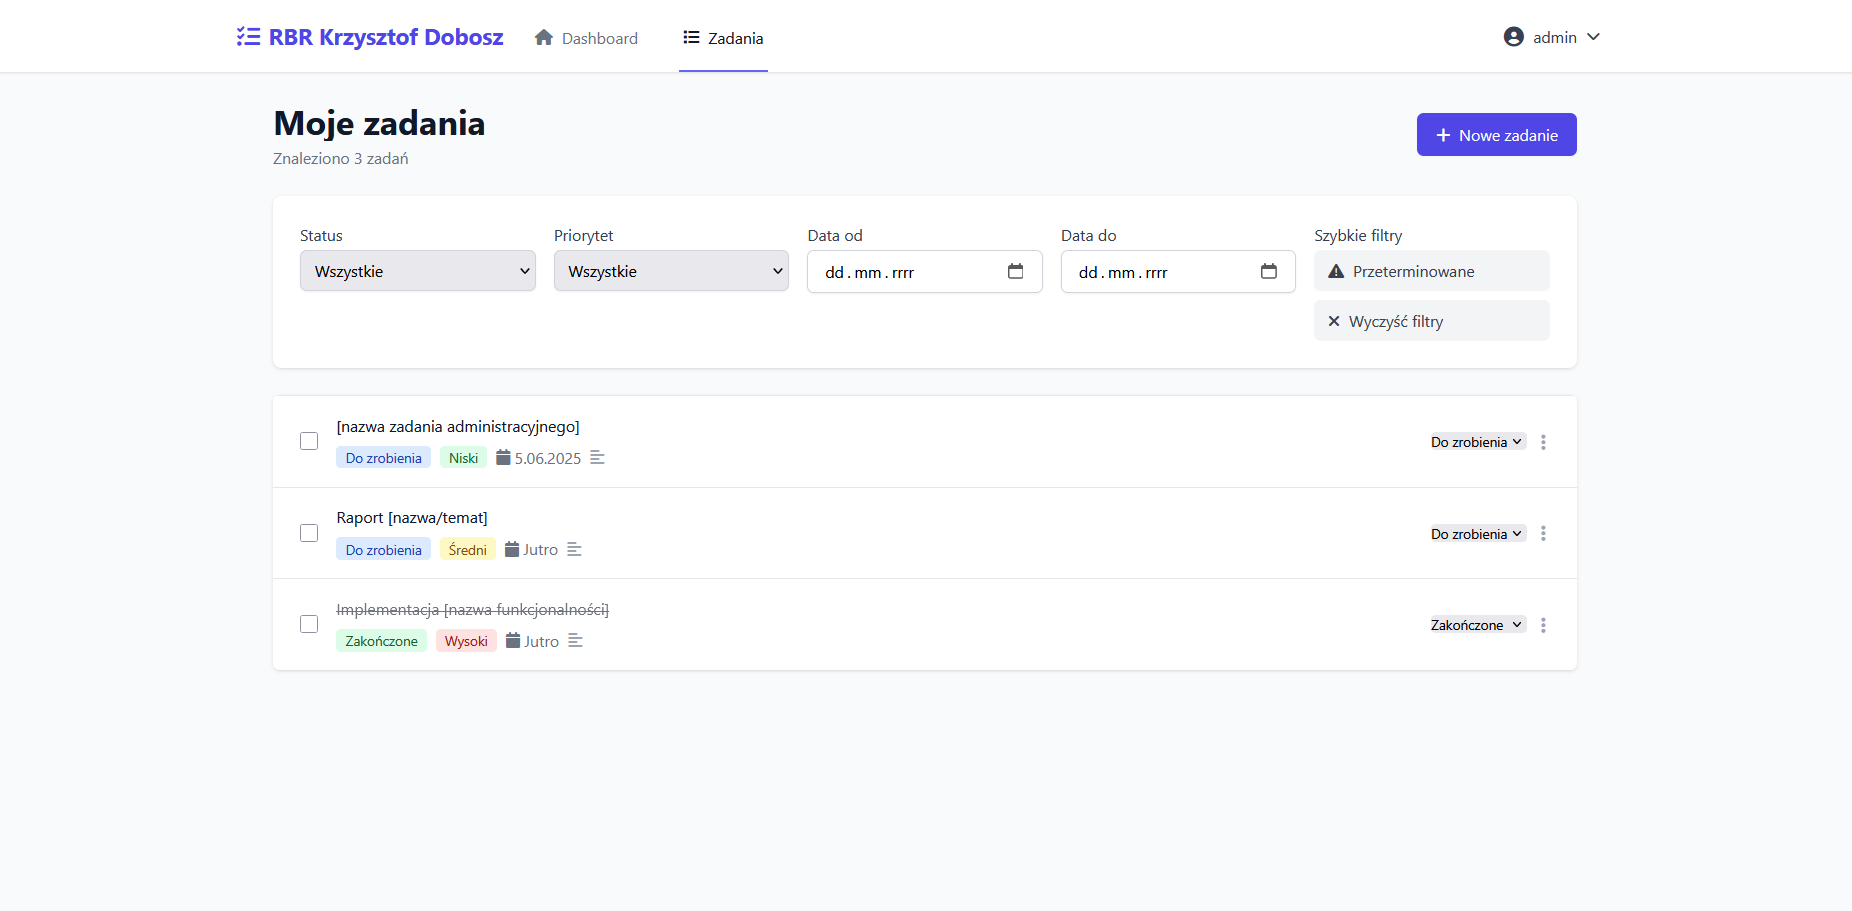 RBR Krzysztof Dobosz
Dashboard
Zadania
admin
Moje zadania
Znaleziono 3 zadań
Nowe zadanie
Status
Priorytet
Data od
Data do
Szybkie filtry
Wszystkie
Wszystkie
dd.mm.rrrr
dd.mm.rrrr
Przeterminowane
Wyczyść filtry
[nazwa zadania administracyjnego]
Do zrobienia Niski 5.06.2025
Do zrobienia
Raport [nazwa/temat]
Do zrobienia Średni Jutro
Do zrobienia
Implementacja [nazwa funkcjonalności]
Zakończone Wysoki Jutro
Zakończone